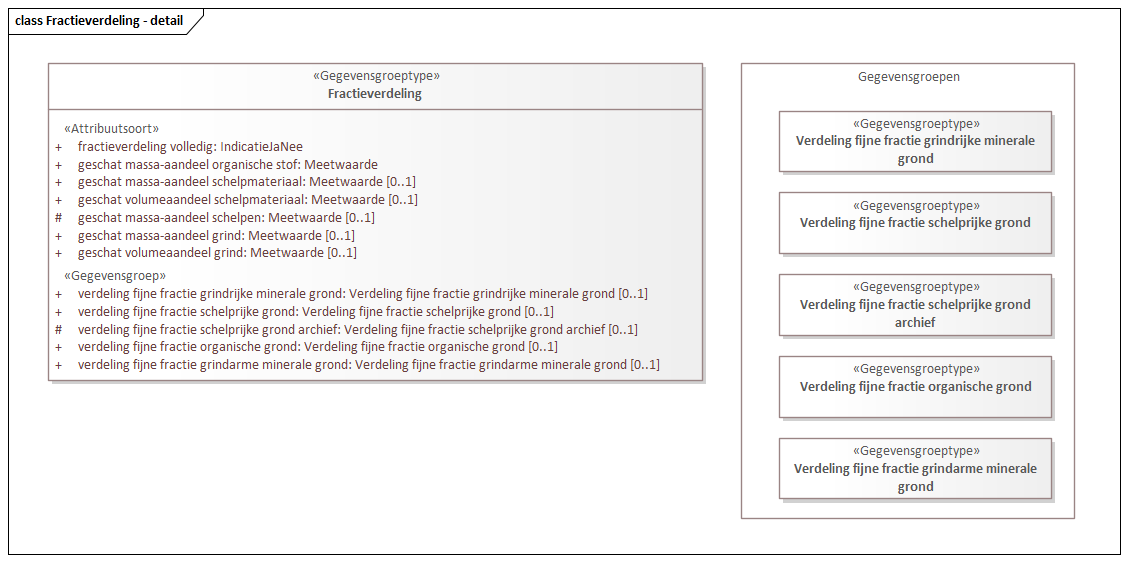 class Fractieverdeling - detail
«Gegevensgroeptype»
Fractieverdeling
«Attribuutsoort»
+ fractieverdeling volledig: IndicatieJaNee
+ geschat massa-aandeel organische stof: Meetwaarde
+ geschat massa-aandeel schelpmateriaal: Meetwaarde [0..1]
+ geschat volumeaandeel schelpmateriaal: Meetwaarde [0..1]
# geschat massa-aandeel schelpen: Meetwaarde [0..1]
+ geschat massa-aandeel grind: Meetwaarde [0..1]
+ geschat volumeaandeel grind: Meetwaarde [0..1]
«Gegevensgroep»
+ verdeling fijne fractie grindrijke minerale grond: Verdeling fijne fractie grindrijke minerale grond [0..1]
+ verdeling fijne fractie schelprijke grond: Verdeling fijne fractie schelprijke grond [0..1]
# verdeling fijne fractie schelprijke grond archief: Verdeling fijne fractie schelprijke grond archief [0..1]
+ verdeling fijne fractie organische grond: Verdeling fijne fractie organische grond [0..1]
+ verdeling fijne fractie grindarme minerale grond: Verdeling fijne fractie grindarme minerale grond [0..1]
Gegevensgroepen
«Gegevensgroeptype»
Verdeling fijne fractie grindrijke minerale
grond
«Gegevensgroeptype»
Verdeling fijne fractie schelprijke grond
«Gegevensgroeptype»
Verdeling fijne fractie schelprijke grond
archief
«Gegevensgroeptype»
Verdeling fijne fractie organische grond
«Gegevensgroeptype»
Verdeling fijne fractie grindarme minerale
grond